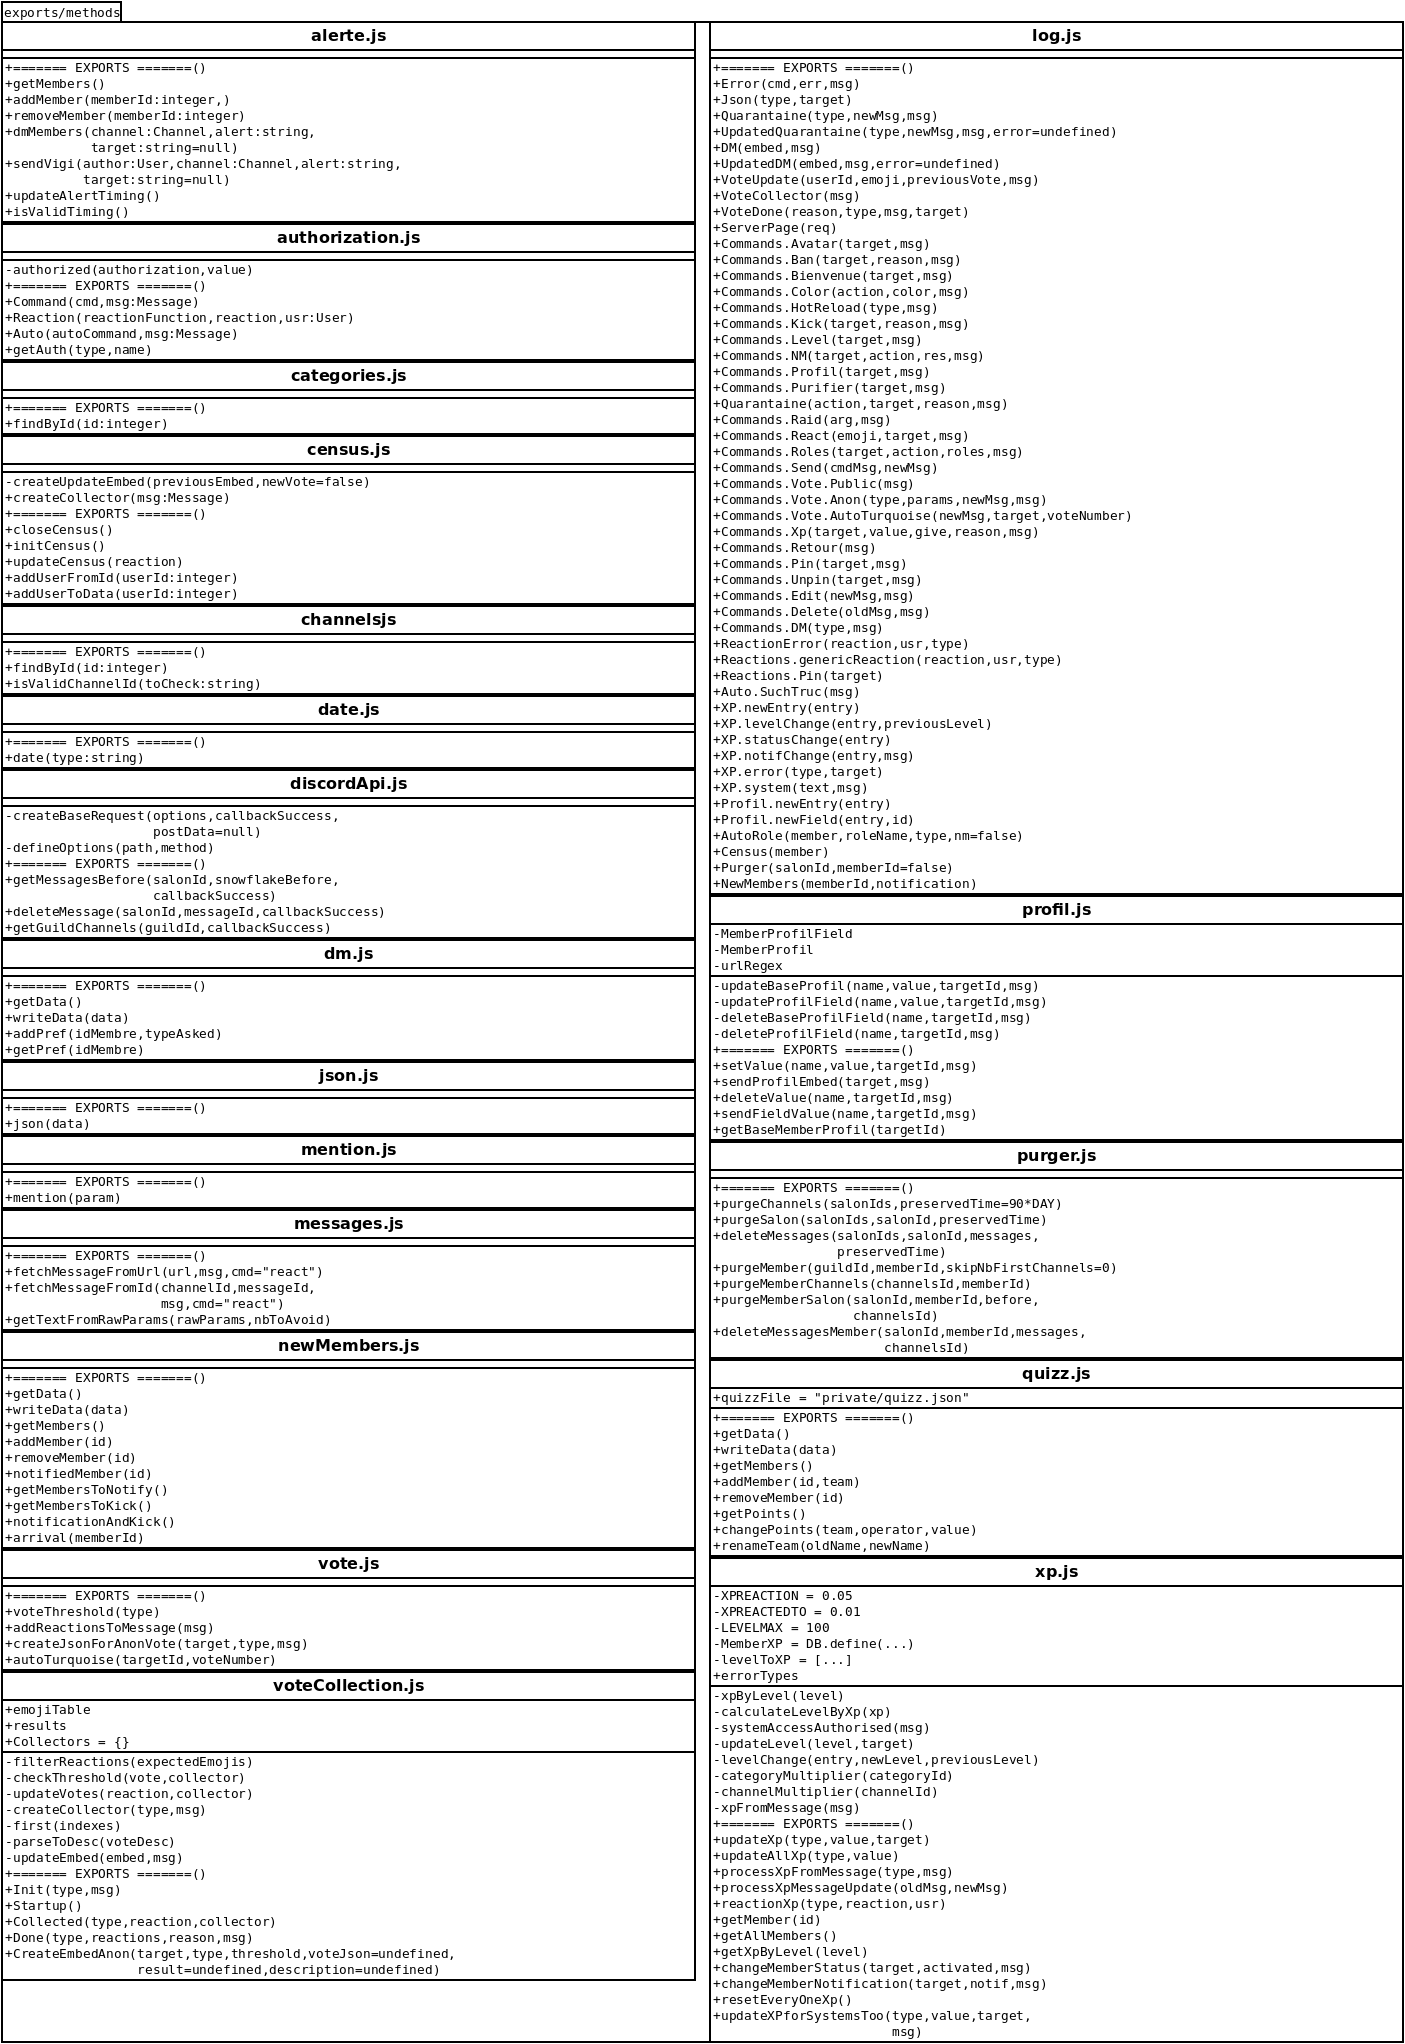 exports/methods
alerte.js
+======= EXPORTS =======()
+getMembers()
+addMember(memberId:integer,)
+removeMember(memberId:integer)
+dmMembers(channel:Channel,alert:string,
target:string=null)
+sendVigi(author:User,channel:Channel,alert:string,
target:string=null)
+updateAlertTiming()
+isValidTiming()
authorization.js
-authorized(authorization,value)
+======= EXPORTS =======()
+Command(cmd,msg:Message)
+Reaction(reactionFunction,reaction,usr:User)
+Auto(autoCommand,msg:Message)
+getAuth(type,name)
categories.js
+======= EXPORTS =======()
+findById(id:integer)
census.js
-createUpdateEmbed(previousEmbed,newVote=false)
+createCollector(msg:Message)
+======= EXPORTS =======()
+closeCensus()
+initCensus()
+updateCensus(reaction)
+addUserFromId(userId:integer)
+addUserToData(userId:integer)
channelsjs
+======= EXPORTS =======()
+findById(id:integer)
+isValidChannelId(toCheck:string)
date.js
+======= EXPORTS =======()
+date(type:string)
discordApi.js
-createBaseRequest(options,callbackSuccess,
postData=null)
-defineOptions(path,method)
+======= EXPORTS =======()
+getMessagesBefore(salonId,snowflakeBefore,
callbackSuccess)
+deleteMessage(salonId,messageId,callbackSuccess)
+getGuildChannels(guildId,callbackSuccess)
dm.js
+======= EXPORTS =======()
+getData()
+writeData(data)
+addPref(idMembre,typeAsked)
+getPref(idMembre)
json.js
+======= EXPORTS =======()
+json(data)
mention.js
+======= EXPORTS =======()
+mention(param)
messages.js
+======= EXPORTS =======()
+fetchMessageFromUrl(url,msg,cmd="react")
+fetchMessageFromId(channelId,messageId,
msg,cmd="react")
+getTextFromRawParams(rawParams,nbToAvoid)
newMembers.js
+======= EXPORTS =======()
+getData()
+writeData(data)
+getMembers()
+addMember(id)
+removeMember(id)
+notifiedMember(id)
+getMembersToNotify()
+getMembersToKick()
+notificationAndKick()
+arrival(memberId)
vote.js
+======= EXPORTS =======()
+voteThreshold(type)
+addReactionsToMessage(msg)
+createJsonForAnonVote(target,type,msg)
+autoTurquoise(targetId,voteNumber)
voteCollection.js
+emojiTable
+results
+Collectors = {}
-filterReactions(expectedEmojis)
-checkThreshold(vote,collector)
-updateVotes(reaction,collector)
-createCollector(type,msg)
-first(indexes)
-parseToDesc(voteDesc)
-updateEmbed(embed,msg)
+======= EXPORTS =======()
+Init(type,msg)
+Startup()
+Collected(type,reaction,collector)
+Done(type,reactions,reason,msg)
+CreateEmbedAnon(target,type,threshold,voteJson=undefined,
result=undefined,description=undefined)
log.js
+======= EXPORTS =======()
+Error(cmd,err,msg)
+Json(type,target)
+Quarantaine(type,newMsg,msg)
+UpdatedQuarantaine(type,newMsg,msg,error=undefined)
+DM(embed,msg)
+UpdatedDM(embed,msg,error=undefined)
+VoteUpdate(userId,emoji,previousVote,msg)
+VoteCollector(msg)
+VoteDone(reason,type,msg,target)
+ServerPage(req)
+Commands.Avatar(target,msg)
+Commands.Ban(target,reason,msg)
+Commands.Bienvenue(target,msg)
+Commands.Color(action,color,msg)
+Commands.HotReload(type,msg)
+Commands.Kick(target,reason,msg)
+Commands.Level(target,msg)
+Commands.NM(target,action,res,msg)
+Commands.Profil(target,msg)
+Commands.Purifier(target,msg)
+Quarantaine(action,target,reason,msg)
+Commands.Raid(arg,msg)
+Commands.React(emoji,target,msg)
+Commands.Roles(target,action,roles,msg)
+Commands.Send(cmdMsg,newMsg)
+Commands.Vote.Public(msg)
+Commands.Vote.Anon(type,params,newMsg,msg)
+Commands.Vote.AutoTurquoise(newMsg,target,voteNumber)
+Commands.Xp(target,value,give,reason,msg)
+Commands.Retour(msg)
+Commands.Pin(target,msg)
+Commands.Unpin(target,msg)
+Commands.Edit(newMsg,msg)
+Commands.Delete(oldMsg,msg)
+Commands.DM(type,msg)
+ReactionError(reaction,usr,type)
+Reactions.genericReaction(reaction,usr,type)
+Reactions.Pin(target)
+Auto.SuchTruc(msg)
+XP.newEntry(entry)
+XP.levelChange(entry,previousLevel)
+XP.statusChange(entry)
+XP.notifChange(entry,msg)
+XP.error(type,target)
+XP.system(text,msg)
+Profil.newEntry(entry)
+Profil.newField(entry,id)
+AutoRole(member,roleName,type,nm=false)
+Census(member)
+Purger(salonId,memberId=false)
+NewMembers(memberId,notification)
profil.js
-MemberProfilField
-MemberProfil
-urlRegex
-updateBaseProfil(name,value,targetId,msg)
-updateProfilField(name,value,targetId,msg)
-deleteBaseProfilField(name,targetId,msg)
-deleteProfilField(name,targetId,msg)
+======= EXPORTS =======()
+setValue(name,value,targetId,msg)
+sendProfilEmbed(target,msg)
+deleteValue(name,targetId,msg)
+sendFieldValue(name,targetId,msg)
+getBaseMemberProfil(targetId)
purger.js
+======= EXPORTS =======()
+purgeChannels(salonIds,preservedTime=90*DAY)
+purgeSalon(salonIds,salonId,preservedTime)
+deleteMessages(salonIds,salonId,messages,
preservedTime)
+purgeMember(guildId,memberId,skipNbFirstChannels=0)
+purgeMemberChannels(channelsId,memberId)
+purgeMemberSalon(salonId,memberId,before,
channelsId)
+deleteMessagesMember(salonId,memberId,messages,
channelsId)
quizz.js
+quizzFile = "private/quizz.json"
+======= EXPORTS =======()
+getData()
+writeData(data)
+getMembers()
+addMember(id,team)
+removeMember(id)
+getPoints()
+changePoints(team,operator,value)
+renameTeam(oldName,newName)
xp.js
-XPREACTION = 0.05
-XPREACTEDTO = 0.01
-LEVELMAX = 100
-MemberXP = DB.define(...)
-levelToXP = [...]
+errorTypes
-xpByLevel(level)
-calculateLevelByXp(xp)
-systemAccessAuthorised(msg)
-updateLevel(level,target)
-levelChange(entry,newLevel,previousLevel)
-categoryMultiplier(categoryId)
-channelMultiplier(channelId)
-xpFromMessage(msg)
+======= EXPORTS =======()
+updateXp(type,value,target)
+updateAllXp(type,value)
+processXpFromMessage(type,msg)
+processXpMessageUpdate(oldMsg,newMsg)
+reactionXp(type,reaction,usr)
+getMember(id)
+getAllMembers()
+getXpByLevel(level)
+changeMemberStatus(target,activated,msg)
+changeMemberNotification(target,notif,msg)
+resetEveryOneXp()
+updateXPforSystemsToo(type,value,target,
msg)